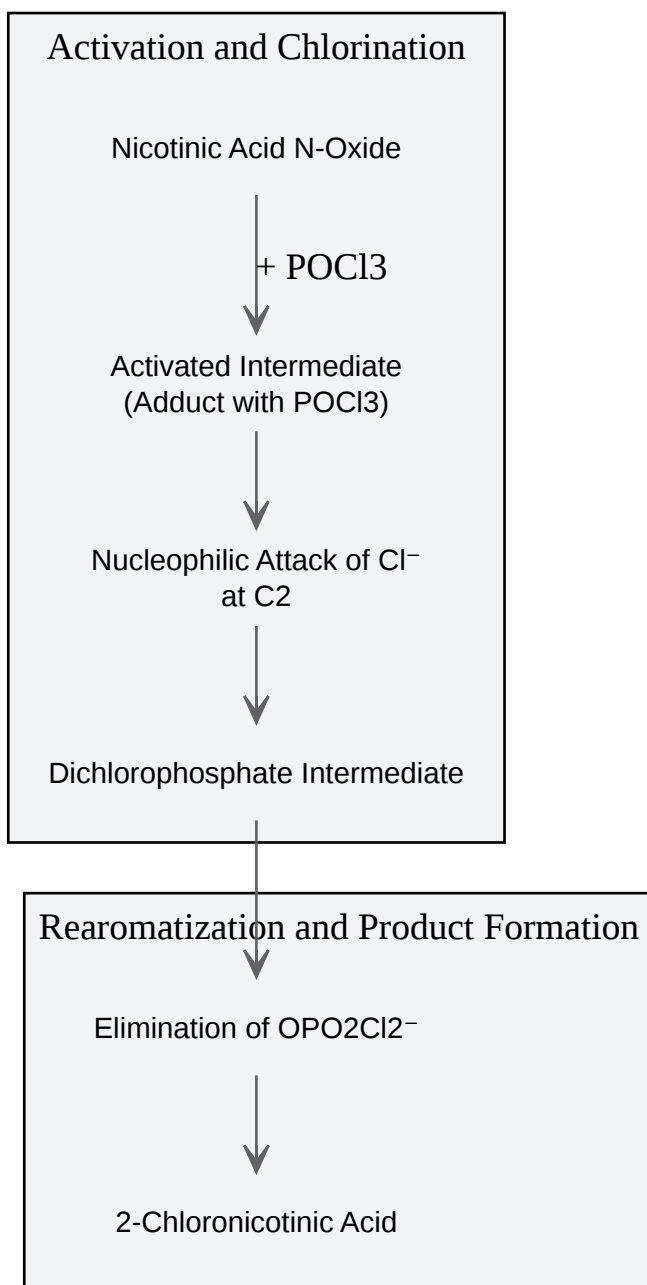 Activation and Chlorination
Nicotinic Acid N-Oxide
+ POCl3
Activated Intermediate
(Adduct with POCl3)
Nucleophilic Attack of Cl⁻
at C2
Dichlorophosphate Intermediate
Rearomatization and Product Formation
Elimination of OPO2Cl2⁻
2-Chloronicotinic Acid